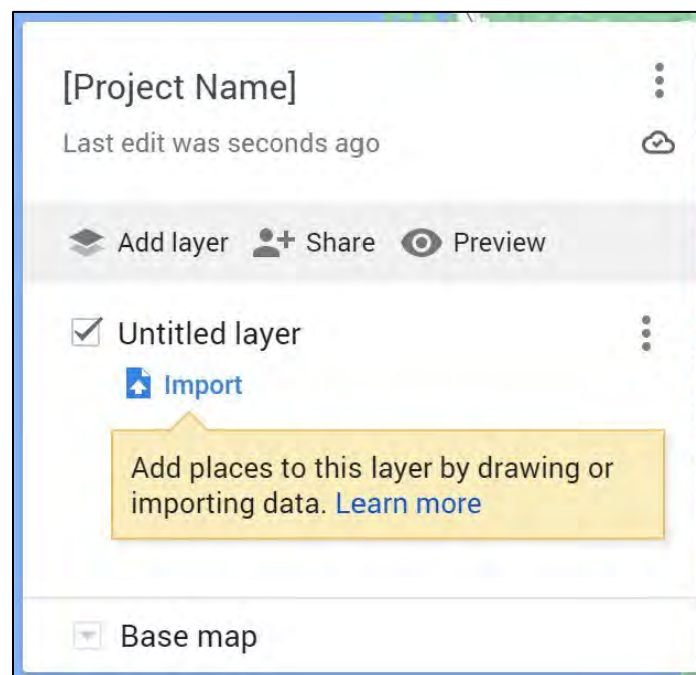 [Project Name]
Last edit was seconds ago
Add layer Share Preview
Untitled layer
Import
Add places to this layer by drawing or
importing data. Learn more
Base map